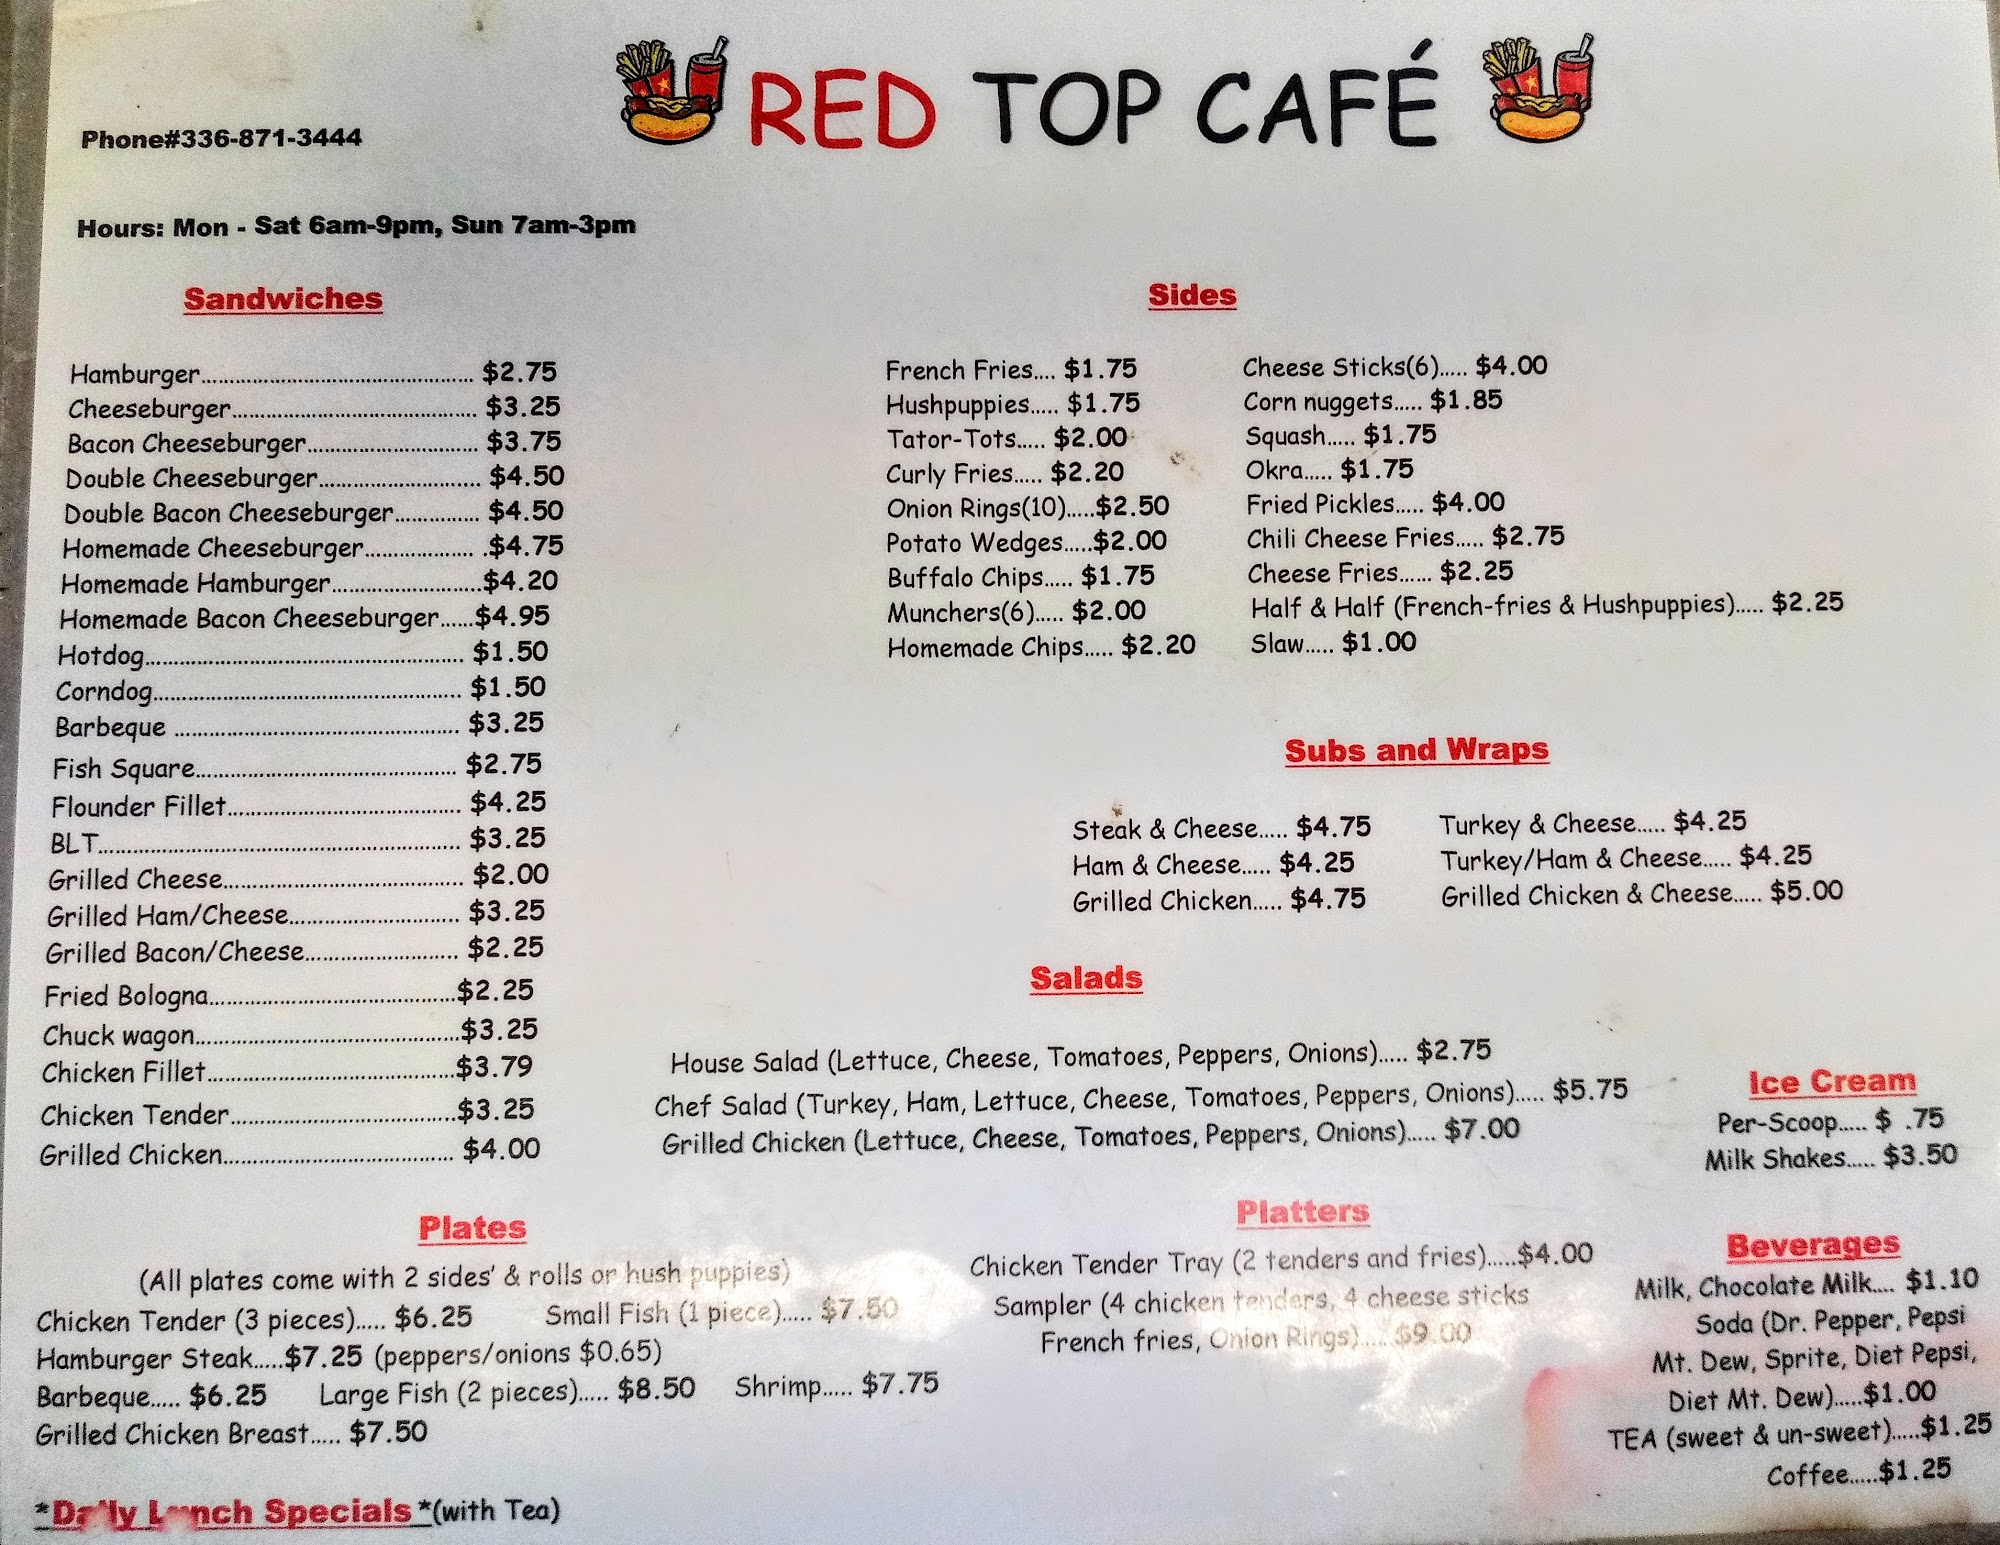 RED TOP CAFÉ
Phone#336-871-3444
Hours: Mon - Sat 6am-9pm, Sun 7am-3pm
Sandwiches
Hamburger................................................ $2.75
Cheeseburger........................................... $3.25
Bacon Cheeseburger.............................. $3.75
Double Cheeseburger............................. $4.50
Double Bacon Cheeseburger............... $4.50
Homemade Cheeseburger................... .$4.75
Homemade Hamburger...........................$4.20
Homemade Bacon Cheeseburger......$4.95
Hotdog......................................................... $1.50
Corndog....................................................... $1.50
Barbeque ................................................... $3.25
Fish Square............................................... $2.75
Flounder Fillet.......................................... $4.25
BLT................................................................. $3.25
Grilled Cheese........................................... $2.00
Grilled Ham/Cheese............................... $3.25
Grilled Bacon/Cheese........................... $2.25
Fried Bologna............................................$2.25
Chuck wagon...............................................$3.25
Chicken Fillet............................................$3.79
Chicken Tender........................................$3.25
Grilled Chicken......................................... $4.00
Sides
French Fries.... $1.75
Hushpuppies..... $1.75
Tator-Tots..... $2.00
Curly Fries..... $2.20
Onion Rings(10).....$2.50
Potato Wedges.....$2.00
Buffalo Chips..... $1.75
Munchers(6)..... $2.00
Homemade Chips..... $2.20
Cheese Sticks(6)..... $4.00
Corn nuggets..... $1.85
Squash..... $1.75
Okra..... $1.75
Fried Pickles..... $4.00
Chili Cheese Fries..... $2.75
Cheese Fries...... $2.25
Half & Half (French-fries & Hushpuppies)..... $2.25
Slaw..... $1.00
Subs and Wraps
Steak & Cheese..... $4.75
Ham & Cheese..... $4.25
Grilled Chicken..... $4.75
Turkey & Cheese..... $4.25
Turkey/Ham & Cheese..... $4.25
Grilled Chicken & Cheese..... $5.00
Salads
House Salad (Lettuce, Cheese, Tomatoes, Peppers, Onions)..... $2.75
Chef Salad (Turkey, Ham, Lettuce, Cheese, Tomatoes, Peppers, Onions)..... $5.75
Grilled Chicken (Lettuce, Cheese, Tomatoes, Peppers, Onions)..... $7.00
Ice Cream
Per-Scoop..... $ .75
Milk Shakes..... $3.50
Plates
(All plates come with 2 sides' & rolls or hush puppies)
Chicken Tender (3 pieces)..... $6.25 Small Fish (1 piece)..... $7.50
Hamburger Steak.....$7.25 (peppers/onions $0.65)
Barbeque..... $6.25 Large Fish (2 pieces)..... $8.50 Shrimp..... $7.75
Grilled Chicken Breast..... $7.50
Platters
Chicken Tender Tray (2 tenders and fries).....$4.00
Sampler (4 chicken tenders, 4 cheese sticks
French fries, Onion Rings)..... $9.00
Beverages
Milk, Chocolate Milk.... $1.10
Soda (Dr. Pepper, Pepsi
Mt. Dew, Sprite, Diet Pepsi,
Diet Mt. Dew).....$1.00
TEA (sweet & un-sweet).....$1.25
Coffee.....$1.25
*Daily Lunch Specials*(with Tea)